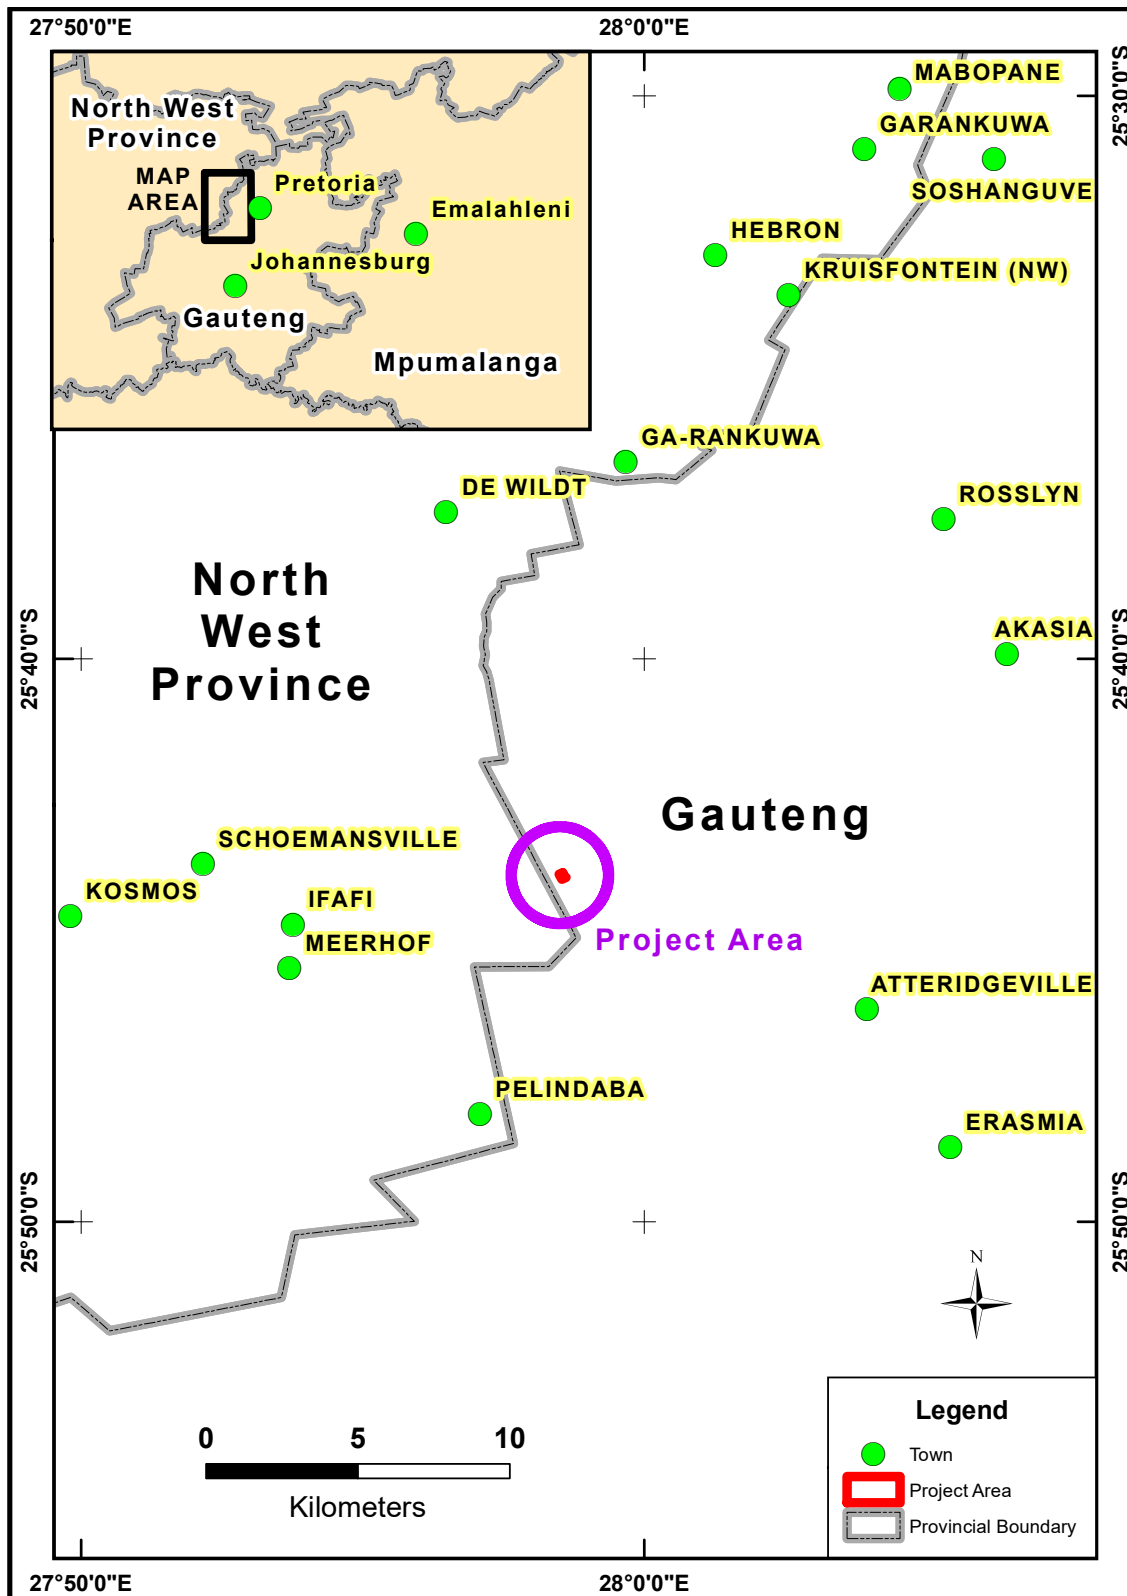 27°50'0"E
28°0'0"E
North West
Province
MAP
AREA
Pretoria
Emalahleni
Johannesburg
Gauteng
Mpumalanga
MABOPANE
25°30'0"S
GARANKUWA
SOSHANGUVE
HEBRON
KRUISFONTEIN (NW)
GA-RANKUWA
DE WILDT
ROSSLYN
North
West
Province
AKASIA
25°40'0"S
25°40'0"S
Gauteng
SCHOEMANSVILLE
KOSMOS
IFAFI
MEERHOF
Project Area
ATTERIDGEVILLE
PELINDABA
ERASMIA
25°50'0"S
25°50'0"S
N
0 5 10
Kilometers
Legend
Town
Project Area
Provincial Boundary
27°50'0"E
28°0'0"E